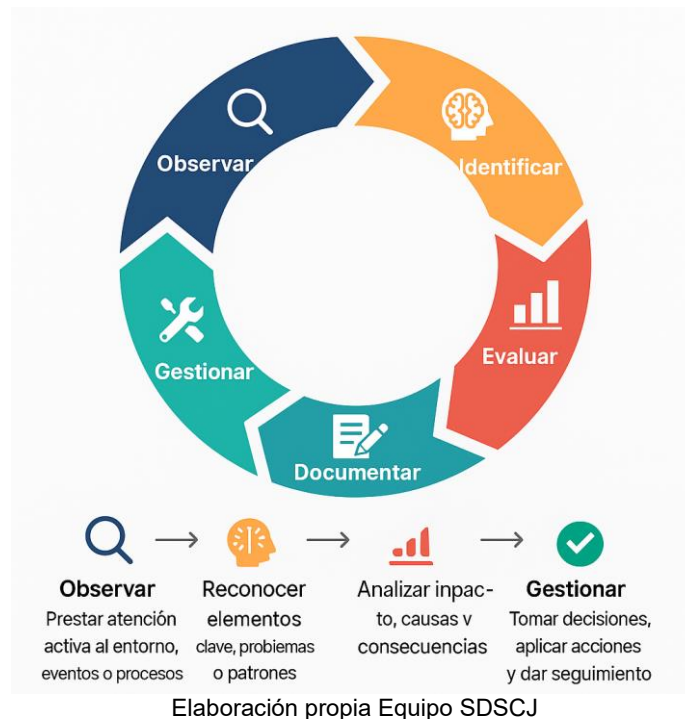 Observar
Identificar
Evaluar
Documentar
Gestionar
Observar
Prestar atención
activa al entorno,
eventos o procesos
Reconocer
elementos
clave, problemas
o patrones
Analizar inpac-
to, causas v
consecuencias
Gestionar
Tomar decisiones,
aplicar acciones
y dar seguimiento
Elaboración propia Equipo SDSCJ